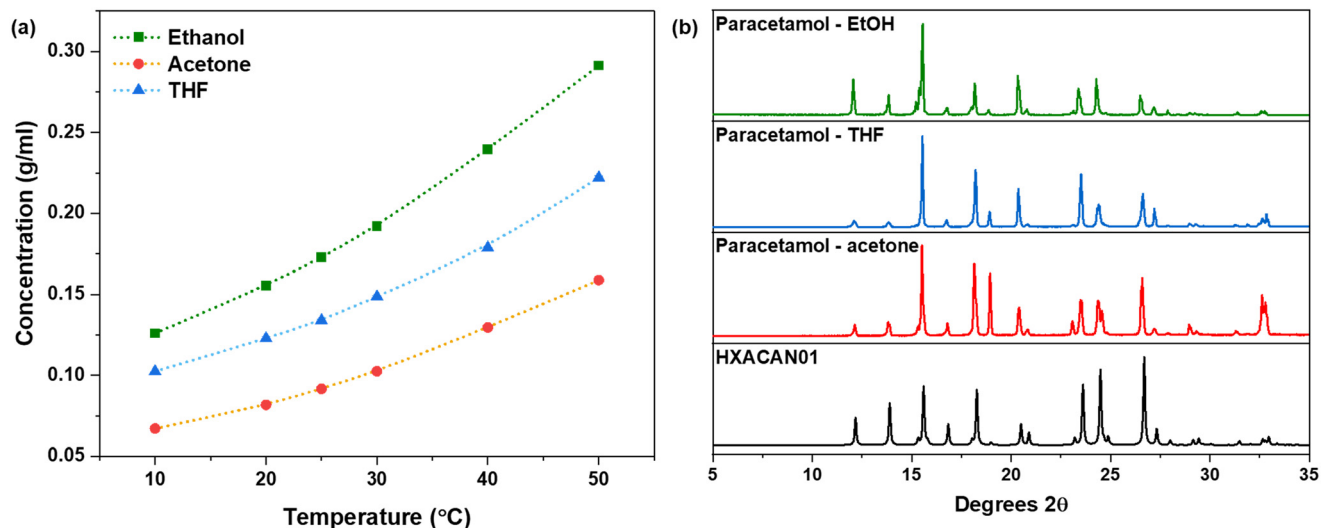 (a)
Ethanol
Acetone
THF
Concentration (g/ml)
0.30
0.25
0.20
0.15
0.10
0.05
10 20 30 40 50
Temperature (°C)
(b)
Paracetamol - EtOH
Paracetamol - THF
Paracetamol - acetone
HXACAN01
5 10 15 20 25 30 35
Degrees 2θ